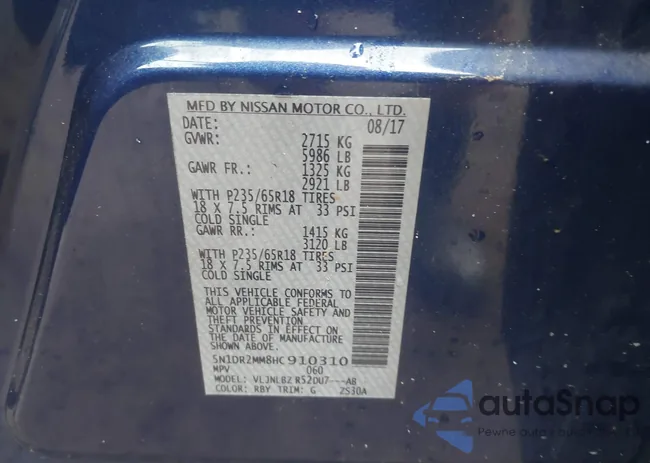 MFD BY NISSAN MOTOR CO., LTD.
DATE: 08/17
GVWR: 2715 KG
5986 LB
GAWR FR.: 1325 KG
2921 LB
WITH P235/65R18 TIRES
18 X 7.5 RIMS AT 33 PSI
COLD SINGLE
GAWR RR.: 1415 KG
3120 LB
WITH P235/65R18 TIRES
18 X 7.5 RIMS AT 33 PSI
COLD SINGLE
THIS VEHICLE CONFORMS TO
ALL APPLICABLE FEDERAL
MOTOR VEHICLE SAFETY AND
THEFT PREVENTION
STANDARDS IN EFFECT ON
THE DATE OF MANUFACTURE
SHOWN ABOVE.
5N1DR2MM8HC910310
MPV 060
MODEL: VLJNLBZ R52OU7---AB
COLOR: RBY TRIM: G 2S30A
autoSnap
Pewne auto z